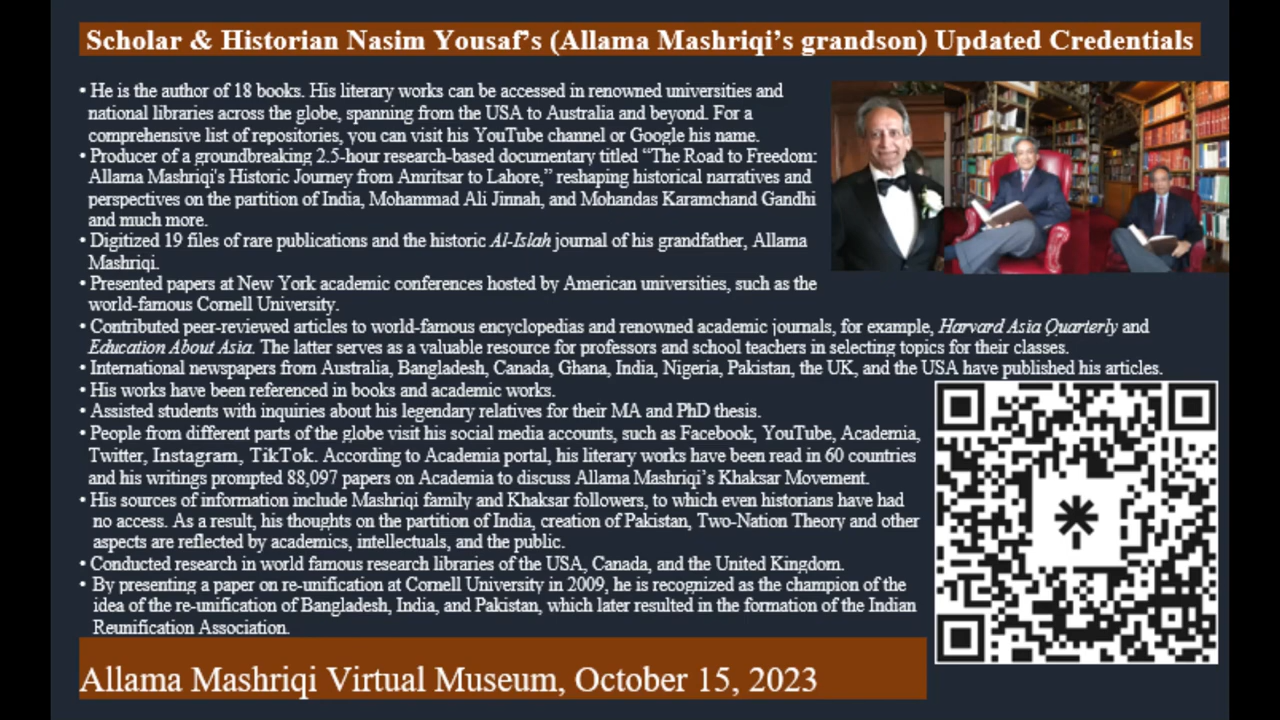 Scholar & Historian Nasim Yousaf's (Allama Mashriqi's grandson) Updated Credentials
• He is the author of 18 books. His literary works can be accessed in renowned universities and
national libraries across the globe, spanning from the USA to Australia and beyond. For a
comprehensive list of repositories, you can visit his YouTube channel or Google his name.
• Producer of a groundbreaking 2.5-hour research-based documentary titled “The Road to Freedom:
Allama Mashriqi's Historic Journey from Amritsar to Lahore,” reshaping historical narratives and
perspectives on the partition of India, Mohammad Ali Jinnah, and Mohandas Karamchand Gandhi
and much more.
• Digitized 19 files of rare publications and the historic Al-Islah journal of his grandfather, Allama
Mashriqi.
• Presented papers at New York academic conferences hosted by American universities, such as the
world-famous Cornell University.
• Contributed peer-reviewed articles to world-famous encyclopedias and renowned academic journals, for example, Harvard Asia Quarterly and
Education About Asia. The latter serves as a valuable resource for professors and school teachers in selecting topics for their classes.
• International newspapers from Australia, Bangladesh, Canada, Ghana, India, Nigeria, Pakistan, the UK, and the USA have published his articles.
• His works have been referenced in books and academic works.
• Assisted students with inquiries about his legendary relatives for their MA and PhD thesis.
• People from different parts of the globe visit his social media accounts, such as Facebook, YouTube, Academia,
Twitter, Instagram, TikTok. According to Academia portal, his literary works have been read in 60 countries
and his writings prompted 88,097 papers on Academia to discuss Allama Mashriqi’s Khaksar Movement.
• His sources of information include Mashriqi family and Khaksar followers, to which even historians have had
no access. As a result, his thoughts on the partition of India, creation of Pakistan, Two-Nation Theory and other
aspects are reflected by academics, intellectuals, and the public.
• Conducted research in world famous research libraries of the USA, Canada, and the United Kingdom.
• By presenting a paper on re-unification at Cornell University in 2009, he is recognized as the champion of the
idea of the re-unification of Bangladesh, India, and Pakistan, which later resulted in the formation of the Indian
Reunification Association.
Allama Mashriqi Virtual Museum, October 15, 2023